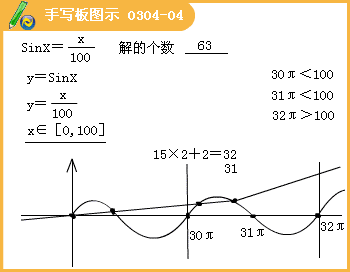 手写板图示 0304-04
SinX= x/100 解的个数 63
y=SinX
y= x/100
x∈[0,100]
30π<100
31π<100
32π>100
15×2+2=32
31
30π 31π 32π